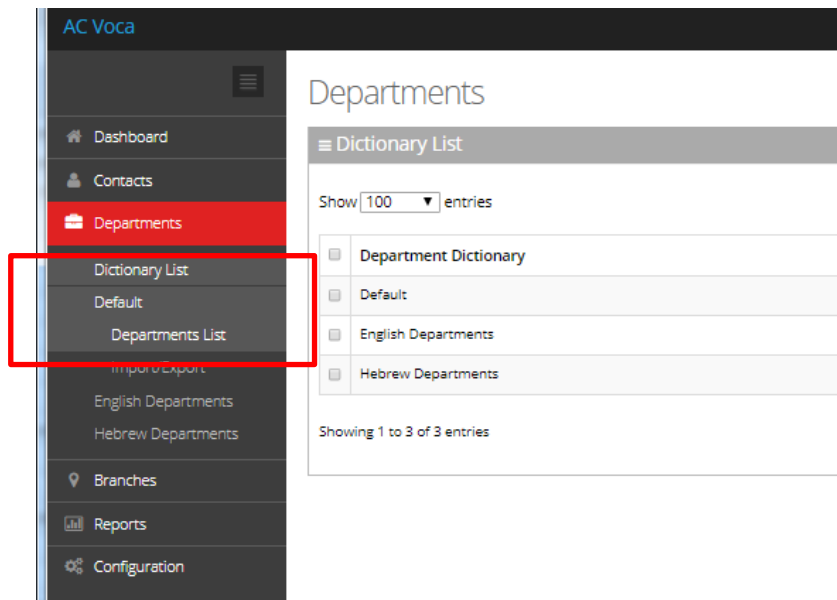 AC Voca
Dashboard
Contacts
Departments
Dictionary List
Default
Departments List
Import/Export
English Departments
Hebrew Departments
Branches
Reports
Configuration
Departments
Dictionary List
Show 100 entries
Department Dictionary
Default
English Departments
Hebrew Departments
Showing 1 to 3 of 3 entries